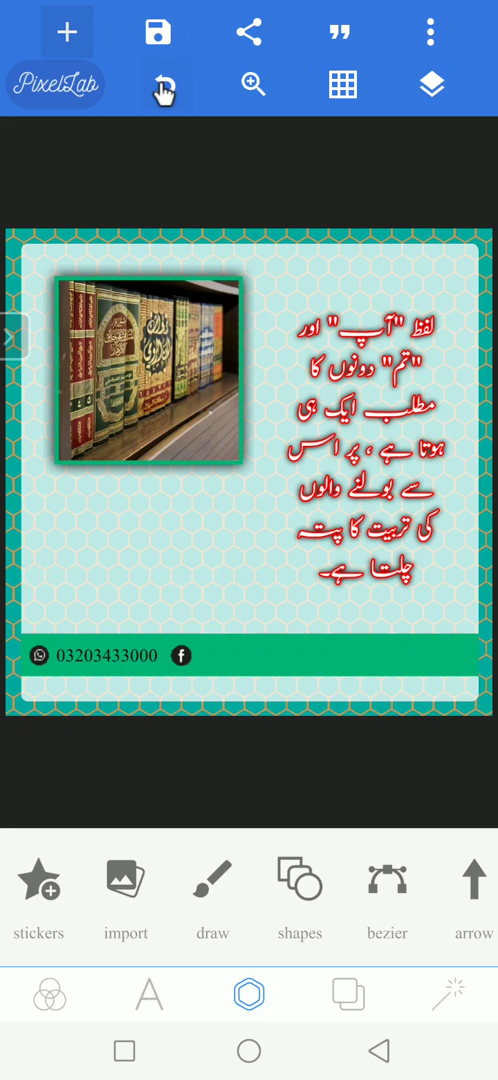 PixelLab
لفظ "آپ" اور
"تم" دونوں کا
مطلب ایک ہی
ہوتا ہے ، پر اس
سے بولنے والوں
کی تربیت کا پتہ
چلتا ہے۔
03203433000
stickers
import
draw
shapes
bezier
arrow